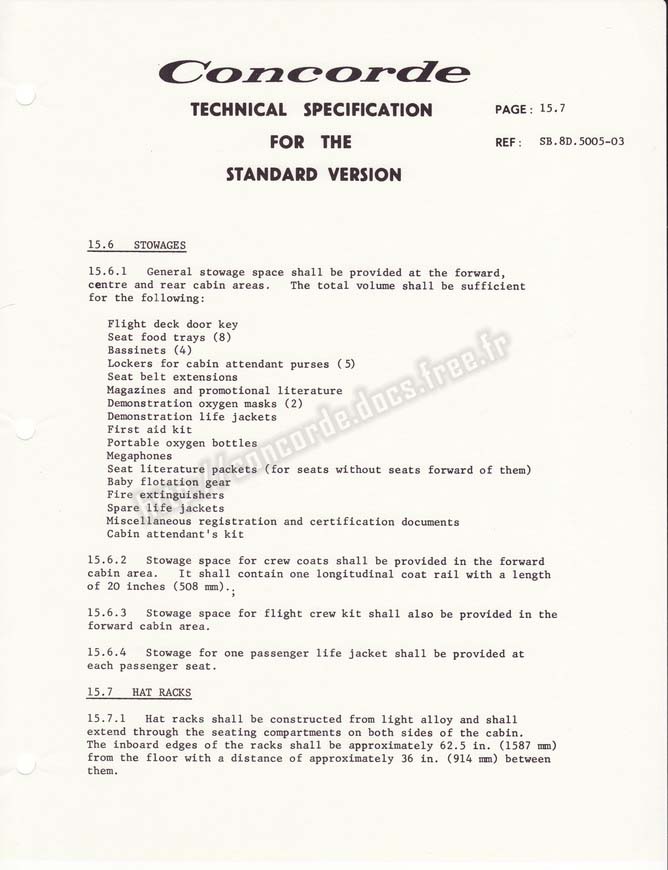 Concorde
TECHNICAL SPECIFICATION
FOR THE
STANDARD VERSION
PAGE: 15.7
REF: SB.8D.5005-03
15.6 STOWAGES
15.6.1 General stowage space shall be provided at the forward,
centre and rear cabin areas. The total volume shall be sufficient
for the following:
Flight deck door key
Seat food trays (8)
Bassinets (4)
Lockers for cabin attendant purses (5)
Seat belt extensions
Magazines and promotional literature
Demonstration oxygen masks (2)
Demonstration life jackets
First aid kit
Portable oxygen bottles
Megaphones
Seat literature packets (for seats without seats forward of them)
Baby flotation gear
Fire extinguishers
Spare life jackets
Miscellaneous registration and certification documents
Cabin attendant's kit
15.6.2 Stowage space for crew coats shall be provided in the forward
cabin area. It shall contain one longitudinal coat rail with a length
of 20 inches (508 mm).;
15.6.3 Stowage space for flight crew kit shall also be provided in the
forward cabin area.
15.6.4 Stowage for one passenger life jacket shall be provided at
each passenger seat.
15.7 HAT RACKS
15.7.1 Hat racks shall be constructed from light alloy and shall
extend through the seating compartments on both sides of the cabin.
The inboard edges of the racks shall be approximately 62.5 in. (1587 mm)
from the floor with a distance of approximately 36 in. (914 mm) between
them.
http://concorde.docs.free.fr